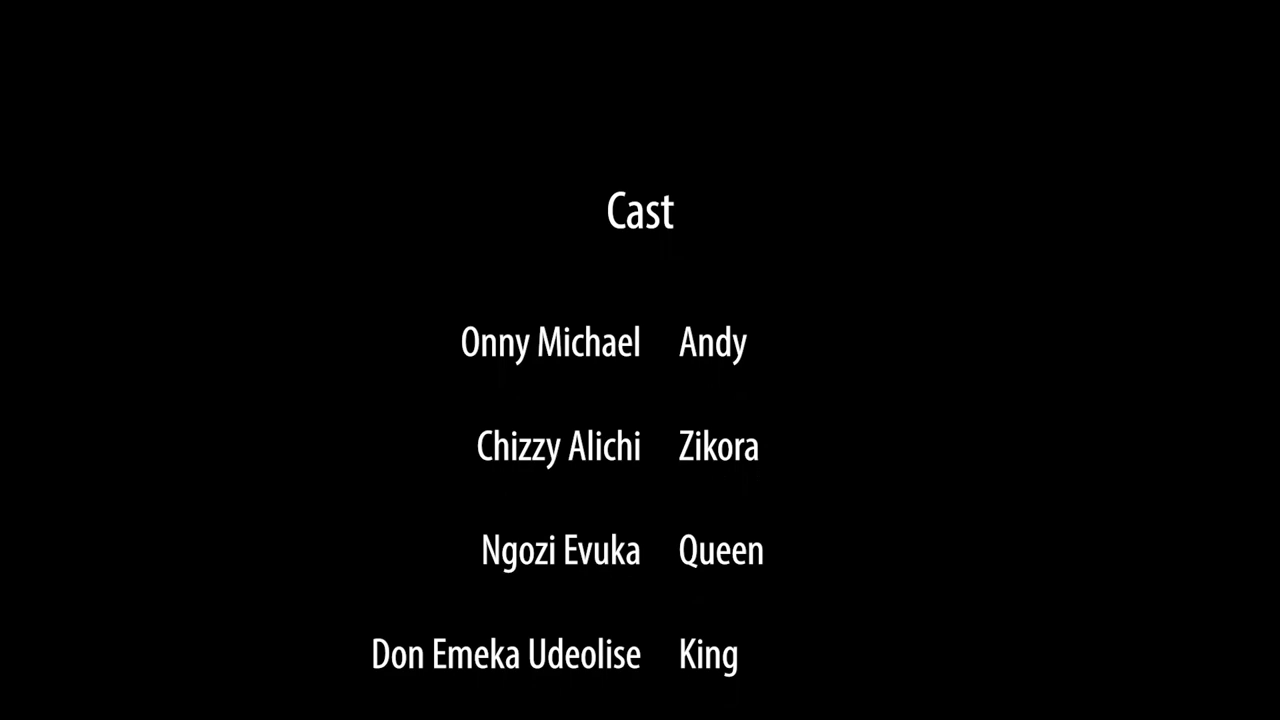 Cast
Onny Michael Andy
Chizzy Alichi Zikora
Ngozi Evuka Queen
Don Emeka Udeolise King